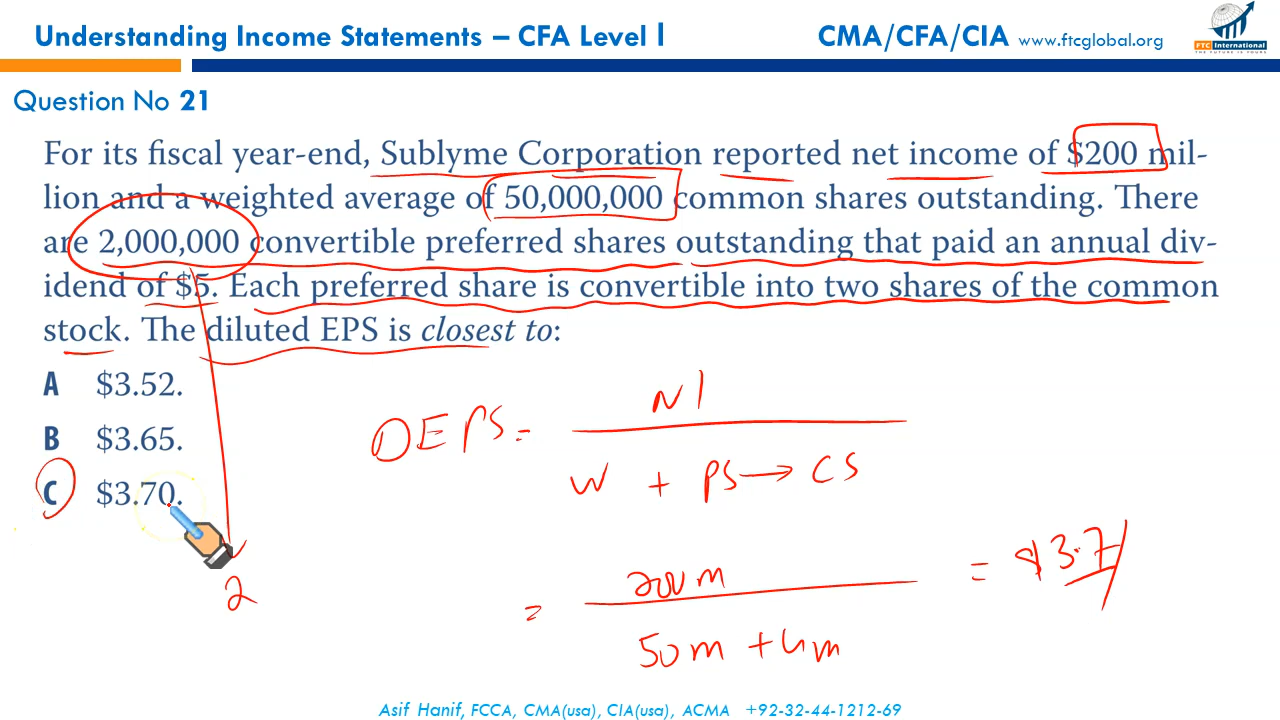 Understanding Income Statements – CFA Level I
CMA/CFA/CIA www.ftcglobal.org
FTC International
Question No 21
For its fiscal year-end, Sublyme Corporation reported net income of $200 mil-
lion and a weighted average of 50,000,000 common shares outstanding. There
are 2,000,000 convertible preferred shares outstanding that paid an annual div-
idend of $5. Each preferred share is convertible into two shares of the common
stock. The diluted EPS is closest to:
A $3.52.
B $3.65.
C $3.70.
DEPS = NI
W + PS → CS
= 200m = $3.7/
50m + 4m
2
Asif Hanif, FCCA, CMA(usa), CIA(usa), ACMA +92-32-44-1212-69